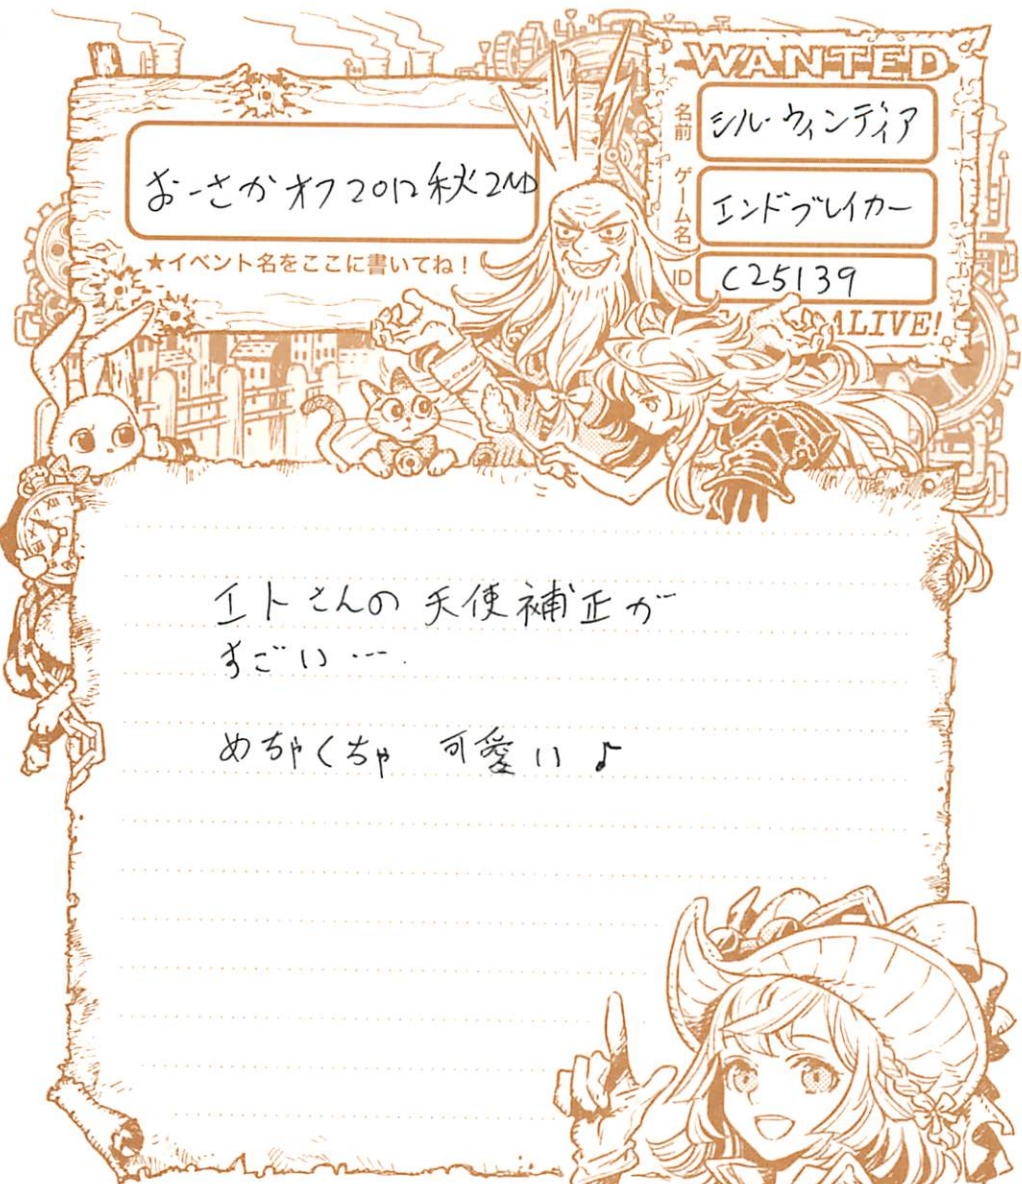 WANTED
名前
シル・ウィンディア
おーさかオフ2012秋2ND
ゲーム名
エンドブレイカー
★イベント名をここに書いてね!
ID
C25139
ALIVE!
エトさんの 天使補正が
すごい….
めちゃくちゃ 可愛い♪